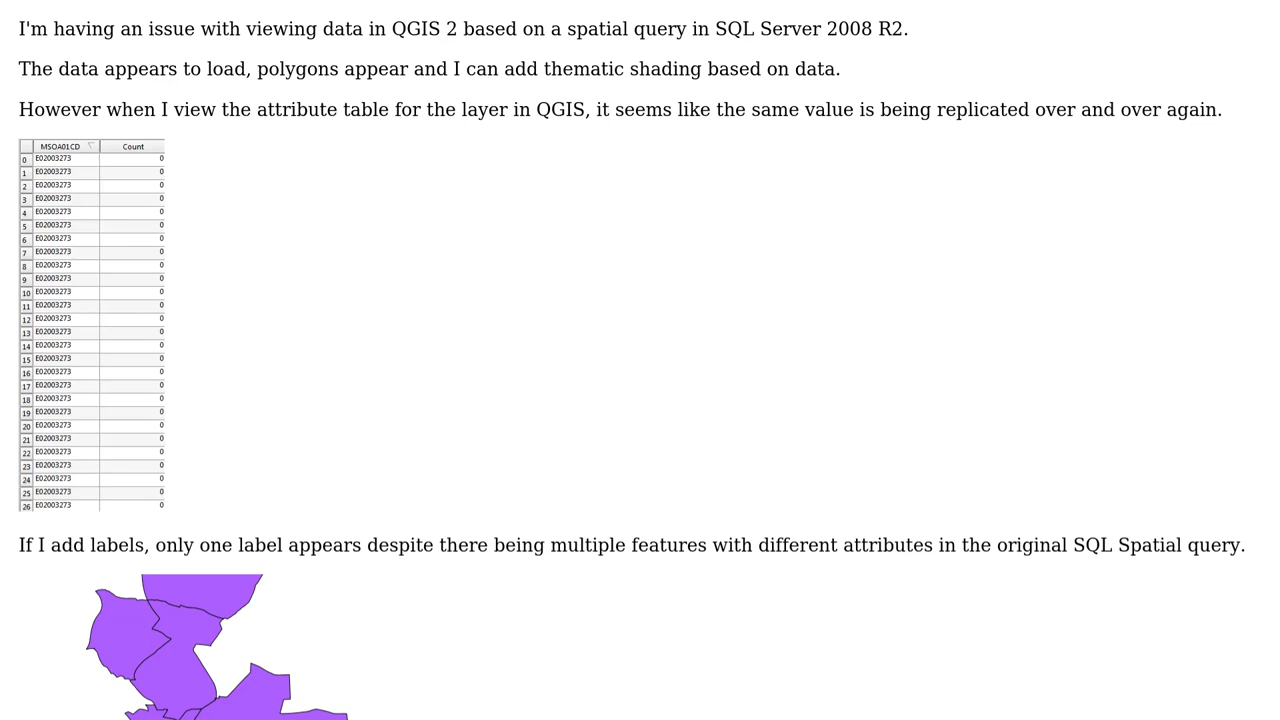 I'm having an issue with viewing data in QGIS 2 based on a spatial query in SQL Server 2008 R2.
The data appears to load, polygons appear and I can add thematic shading based on data.
However when I view the attribute table for the layer in QGIS, it seems like the same value is being replicated over and over again.
MSOA01CD Count
0 E02003273 0
1 E02003273 0
2 E02003273 0
3 E02003273 0
4 E02003273 0
5 E02003273 0
6 E02003273 0
7 E02003273 0
8 E02003273 0
9 E02003273 0
10 E02003273 0
11 E02003273 0
12 E02003273 0
13 E02003273 0
14 E02003273 0
15 E02003273 0
16 E02003273 0
17 E02003273 0
18 E02003273 0
19 E02003273 0
20 E02003273 0
21 E02003273 0
22 E02003273 0
23 E02003273 0
24 E02003273 0
25 E02003273 0
26 E02003273 0
If I add labels, only one label appears despite there being multiple features with different attributes in the original SQL Spatial query.